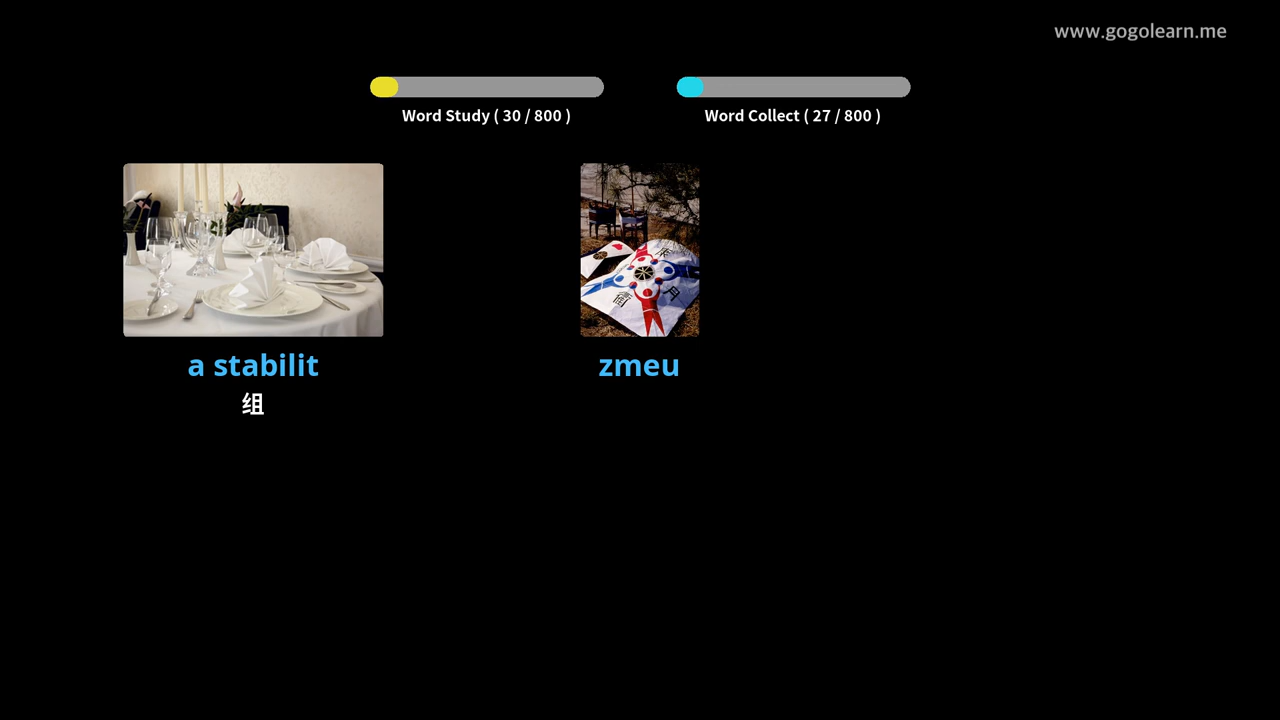 www.gogolearn.me
Word Study ( 30 / 800 )
Word Collect ( 27 / 800 )
a stabilit
组
zmeu